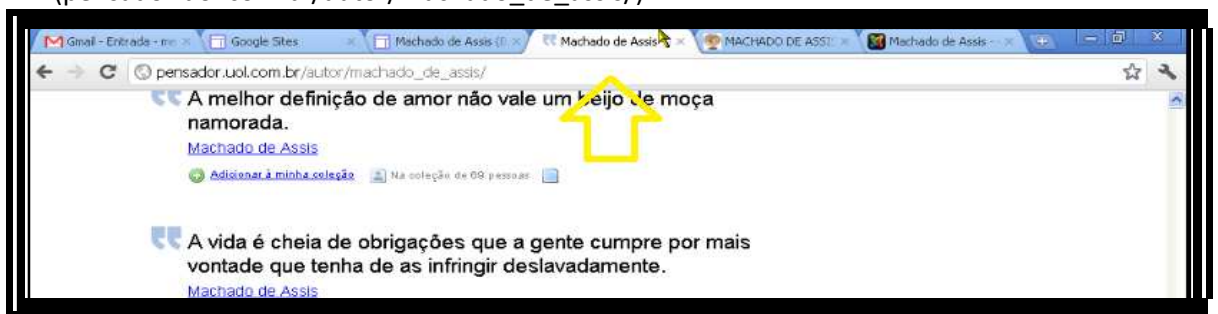 Gmail - Entrada - me
Google Sites
Machado de Assis (0
Machado de Assis
MACHADO DE ASSI
Machado de Assis -
pensador.uol.com.br/autor/machado_de_assis/
A melhor definição de amor não vale um beijo de moça
namorada.
Machado de Assis
Adicionar à minha coleção Na coleção de 69 pessoas
A vida é cheia de obrigações que a gente cumpre por mais
vontade que tenha de as infringir deslavadamente.
Machado de Assis